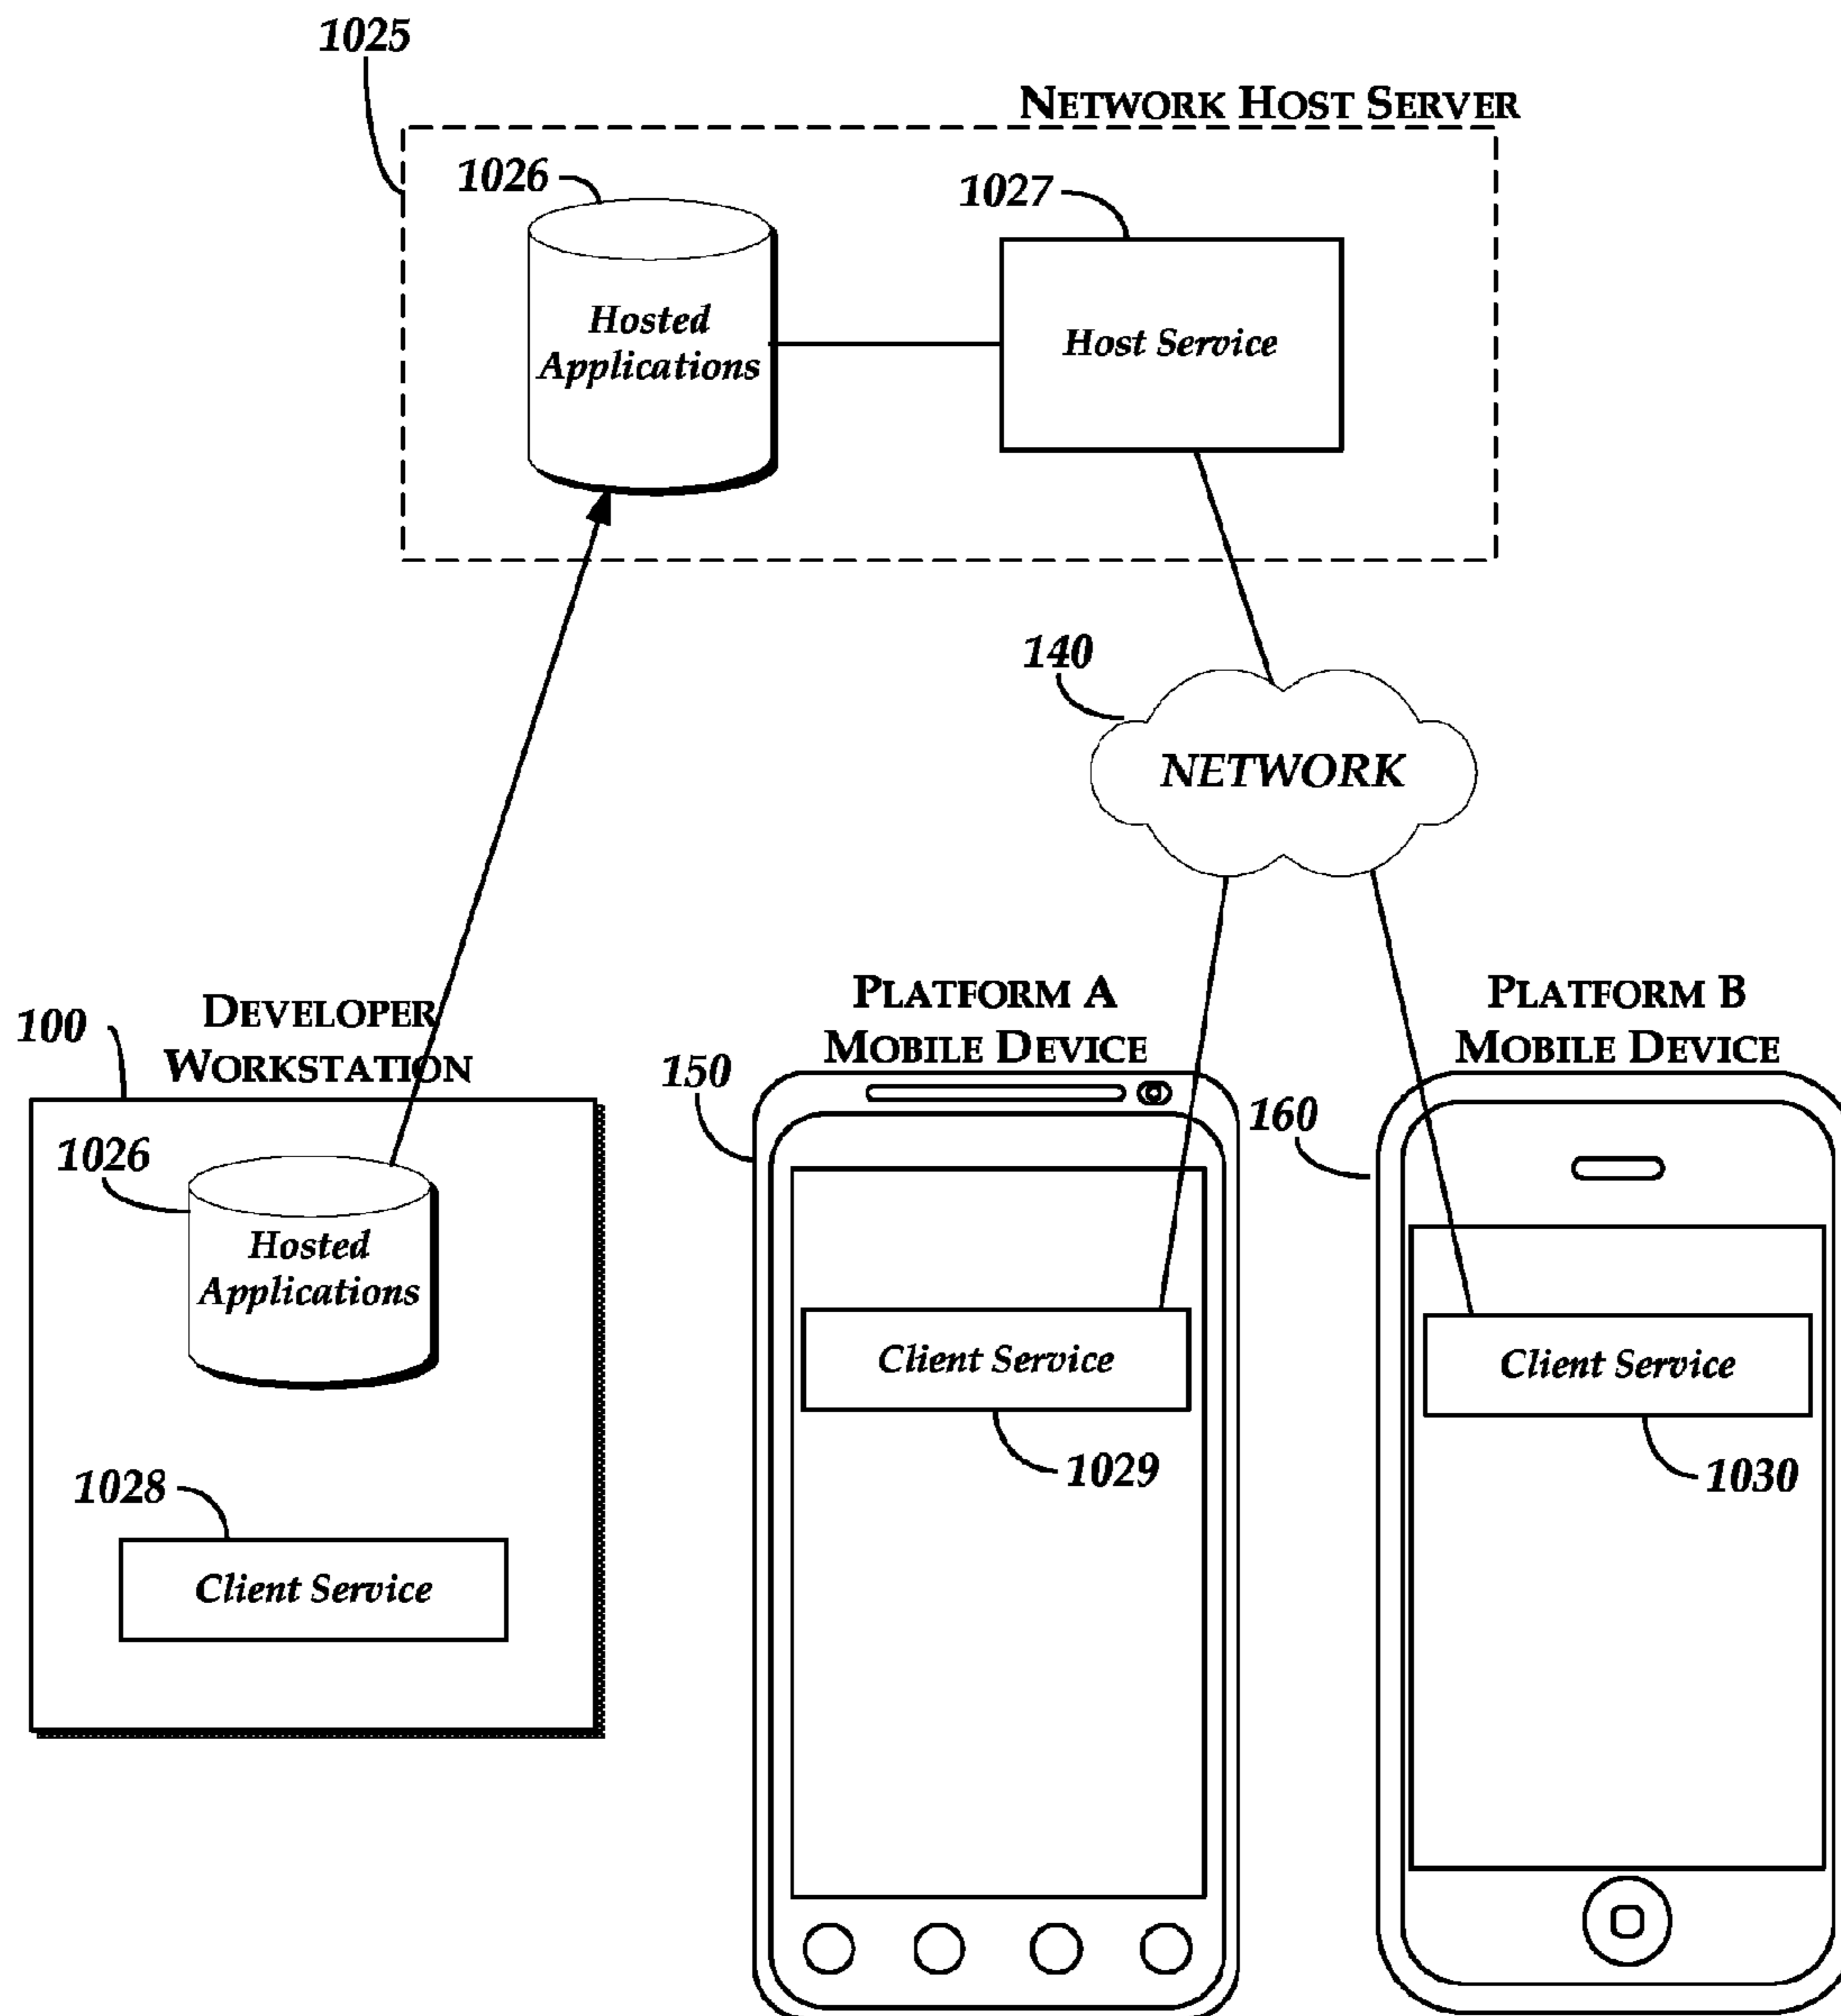 1025
NETWORK HOST SERVER
1026
1027
Hosted
Applications
Host Service
140
NETWORK
100
DEVELOPER
WORKSTATION
PLATFORM A
MOBILE DEVICE
PLATFORM B
MOBILE DEVICE
150
160
1026
Hosted
Applications
Client Service
Client Service
1029
1030
1028
Client Service